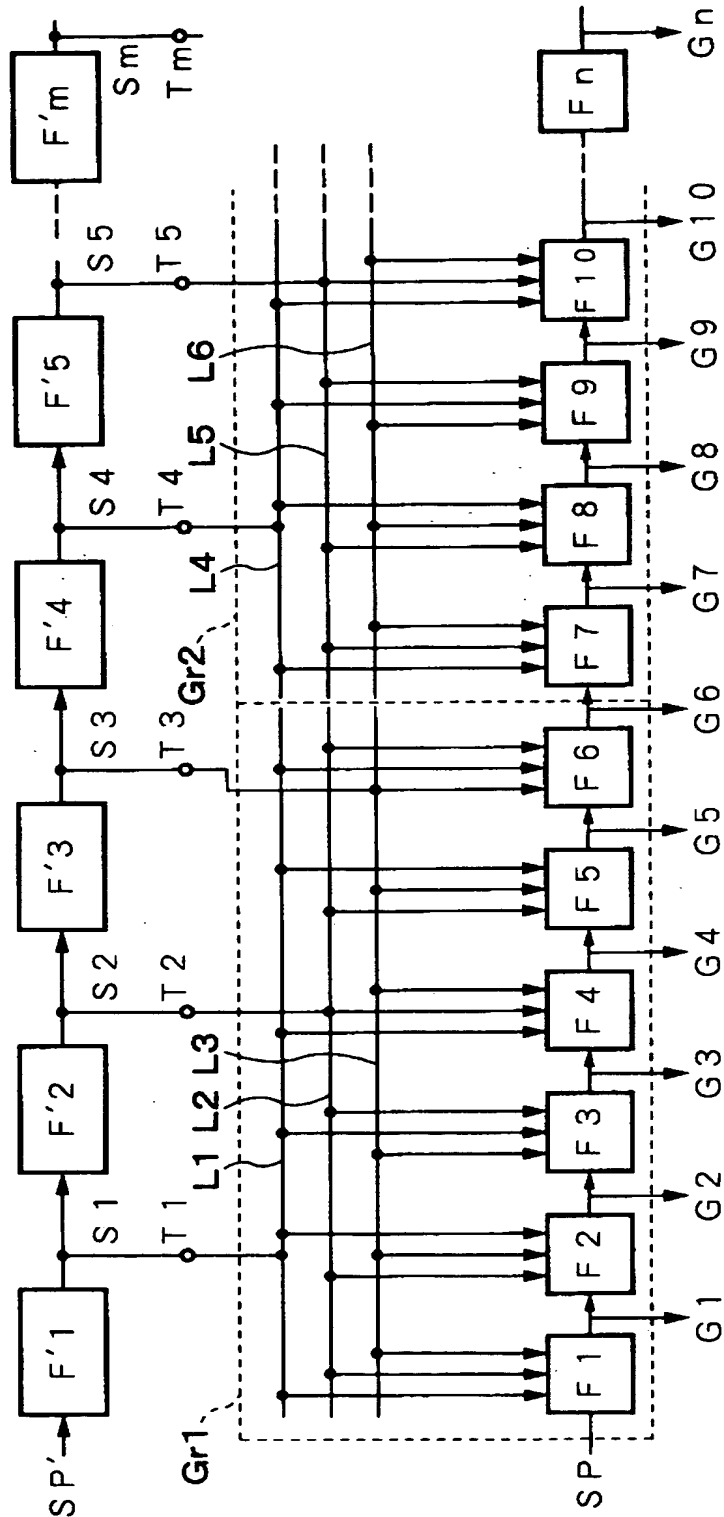 SP' F'1 F'2 F'3 F'4 F'5 F'm
S1 S2 S3 S4 S5 Sm
T1 T2 T3 T4 T5 Tm
Gr1 L1 L2 L3 Gr2 L4 L5 L6
SP F1 F2 F3 F4 F5 F6 F7 F8 F9 F10 Fn
G1 G2 G3 G4 G5 G6 G7 G8 G9 G10 Gn